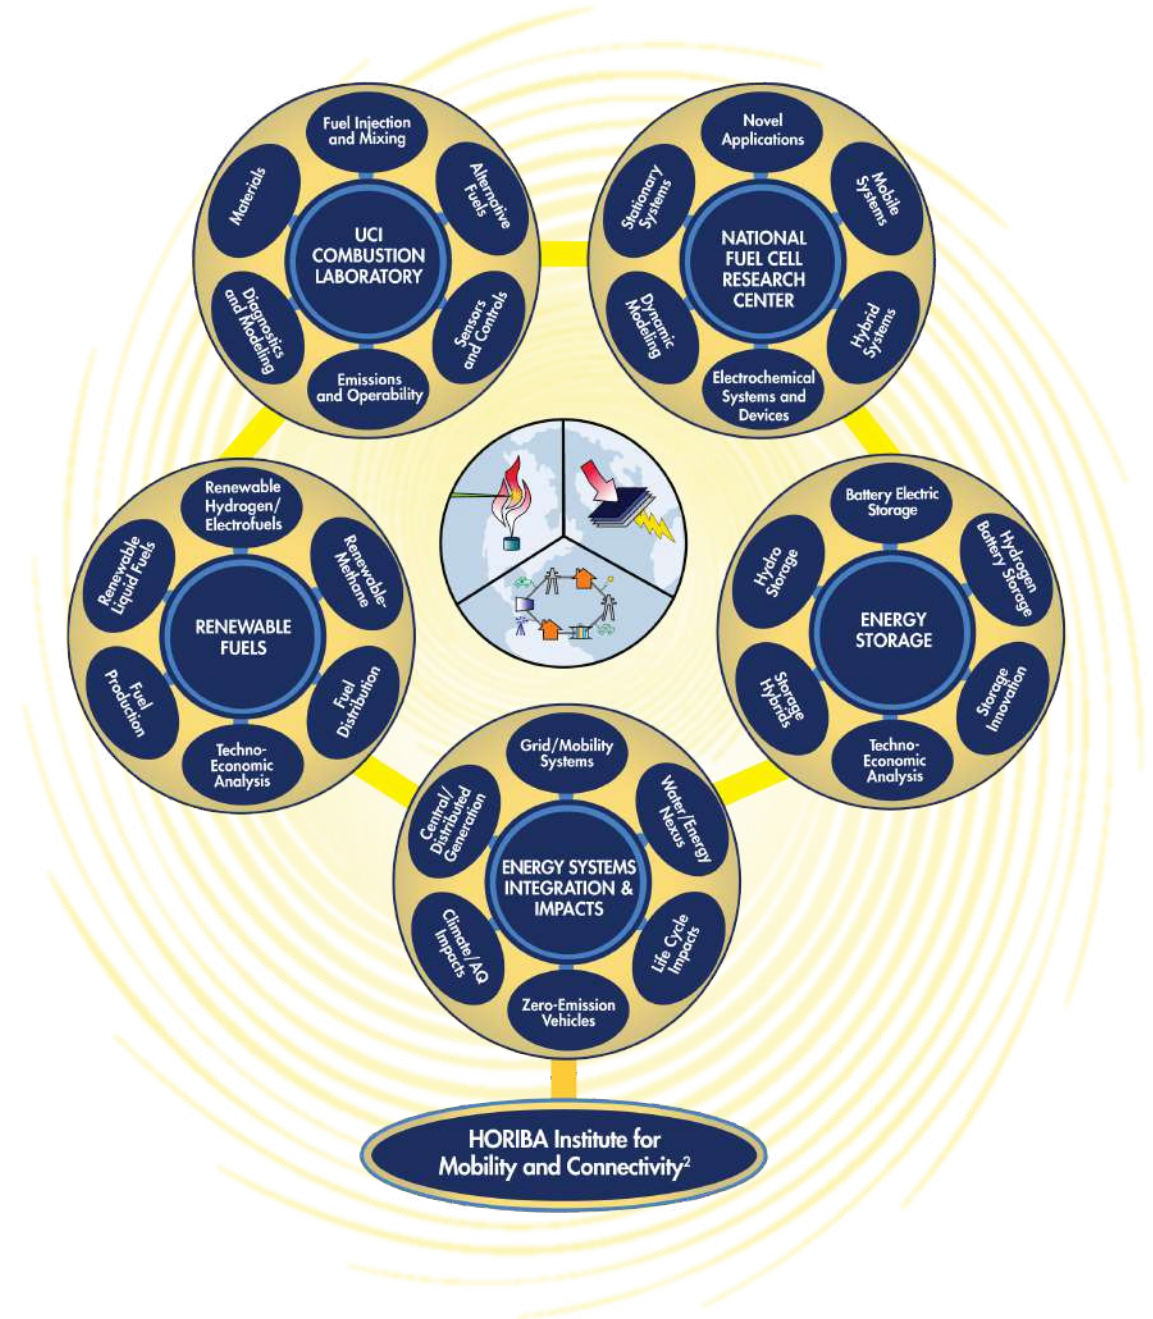 Fuel Injection
and Mixing
Alternative
Fuels
Sensors
and Controls
Emissions
and Operability
Diagnostics
and Modeling
Materials
UCI
COMBUSTION
LABORATORY
Novel
Applications
Mobile
Systems
Hybrid
Systems
Electrochemical
Systems and
Devices
Dynamic
Modeling
Stationary
Systems
NATIONAL
FUEL CELL
RESEARCH
CENTER
Renewable
Hydrogen/
Electrofuels
Renewable-
Methane
Fuel
Distribution
Techno-
Economic
Analysis
Fuel
Production
Renewable
Liquid Fuels
RENEWABLE
FUELS
Battery Electric
Storage
Hydrogen
Battery Storage
Storage
Innovation
Techno-
Economic
Analysis
Storage
Hybrids
Hydro
Storage
ENERGY
STORAGE
Grid/Mobility
Systems
Water/Energy
Nexus
Life Cycle
Impacts
Zero-Emission
Vehicles
Climate/AQ
Impacts
Central/
Distributed
Generation
ENERGY SYSTEMS
INTEGRATION &
IMPACTS
HORIBA Institute for
Mobility and Connectivity²